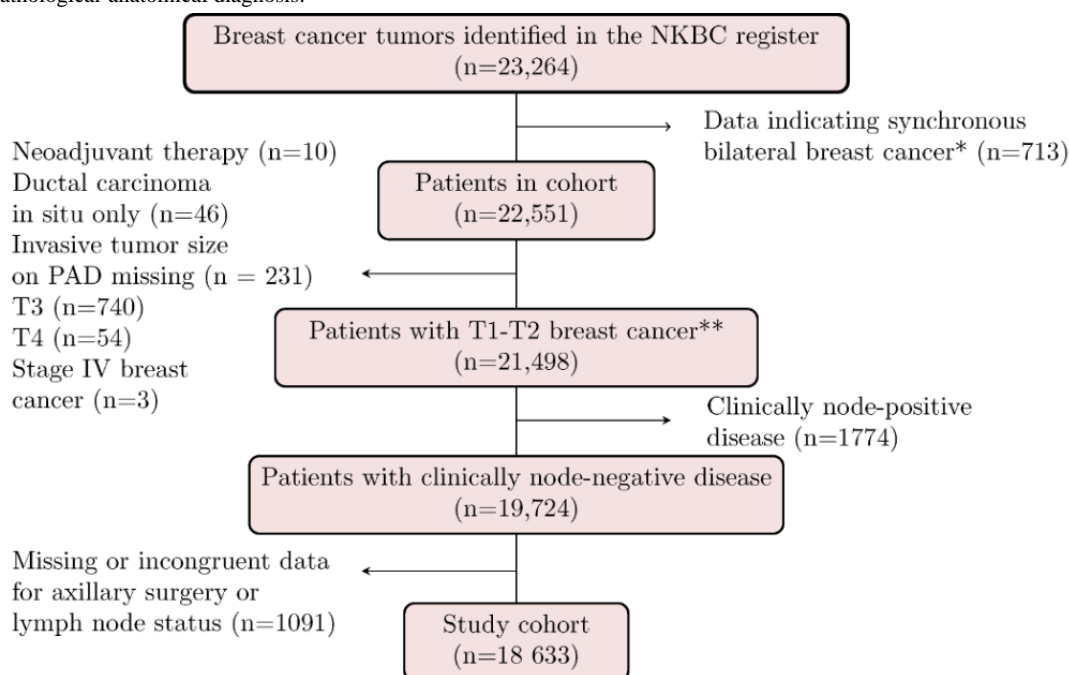 Breast cancer tumors identified in the NKBC register
(n=23,264)
Data indicating synchronous
bilateral breast cancer* (n=713)
Neoadjuvant therapy (n=10)
Ductal carcinoma
in situ only (n=46)
Invasive tumor size
on PAD missing (n = 231)
T3 (n=740)
T4 (n=54)
Stage IV breast
cancer (n=3)
Patients in cohort
(n=22,551)
Patients with T1-T2 breast cancer**
(n=21,498)
Clinically node-positive
disease (n=1774)
Patients with clinically node-negative disease
(n=19,724)
Missing or incongruent data
for axillary surgery or
lymph node status (n=1091)
Study cohort
(n=18 633)